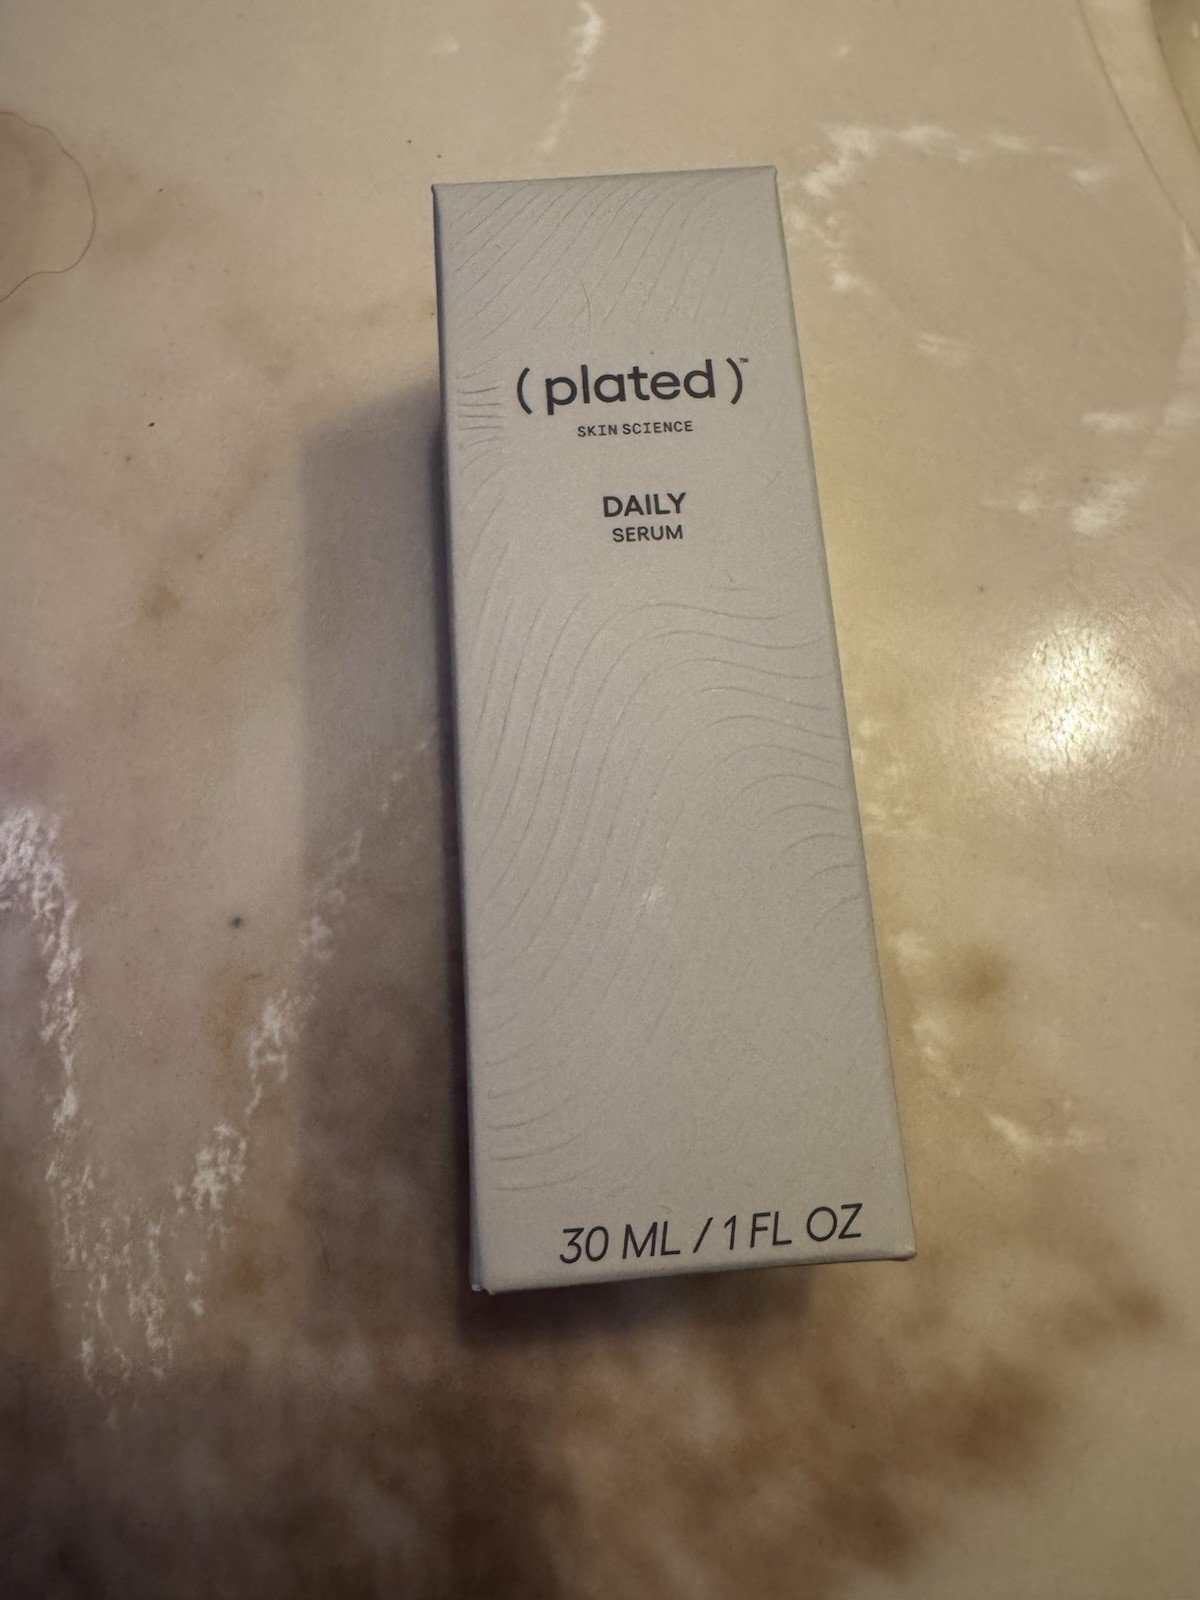 ( plated )™
SKIN SCIENCE
DAILY
SERUM
30 ML / 1 FL OZ